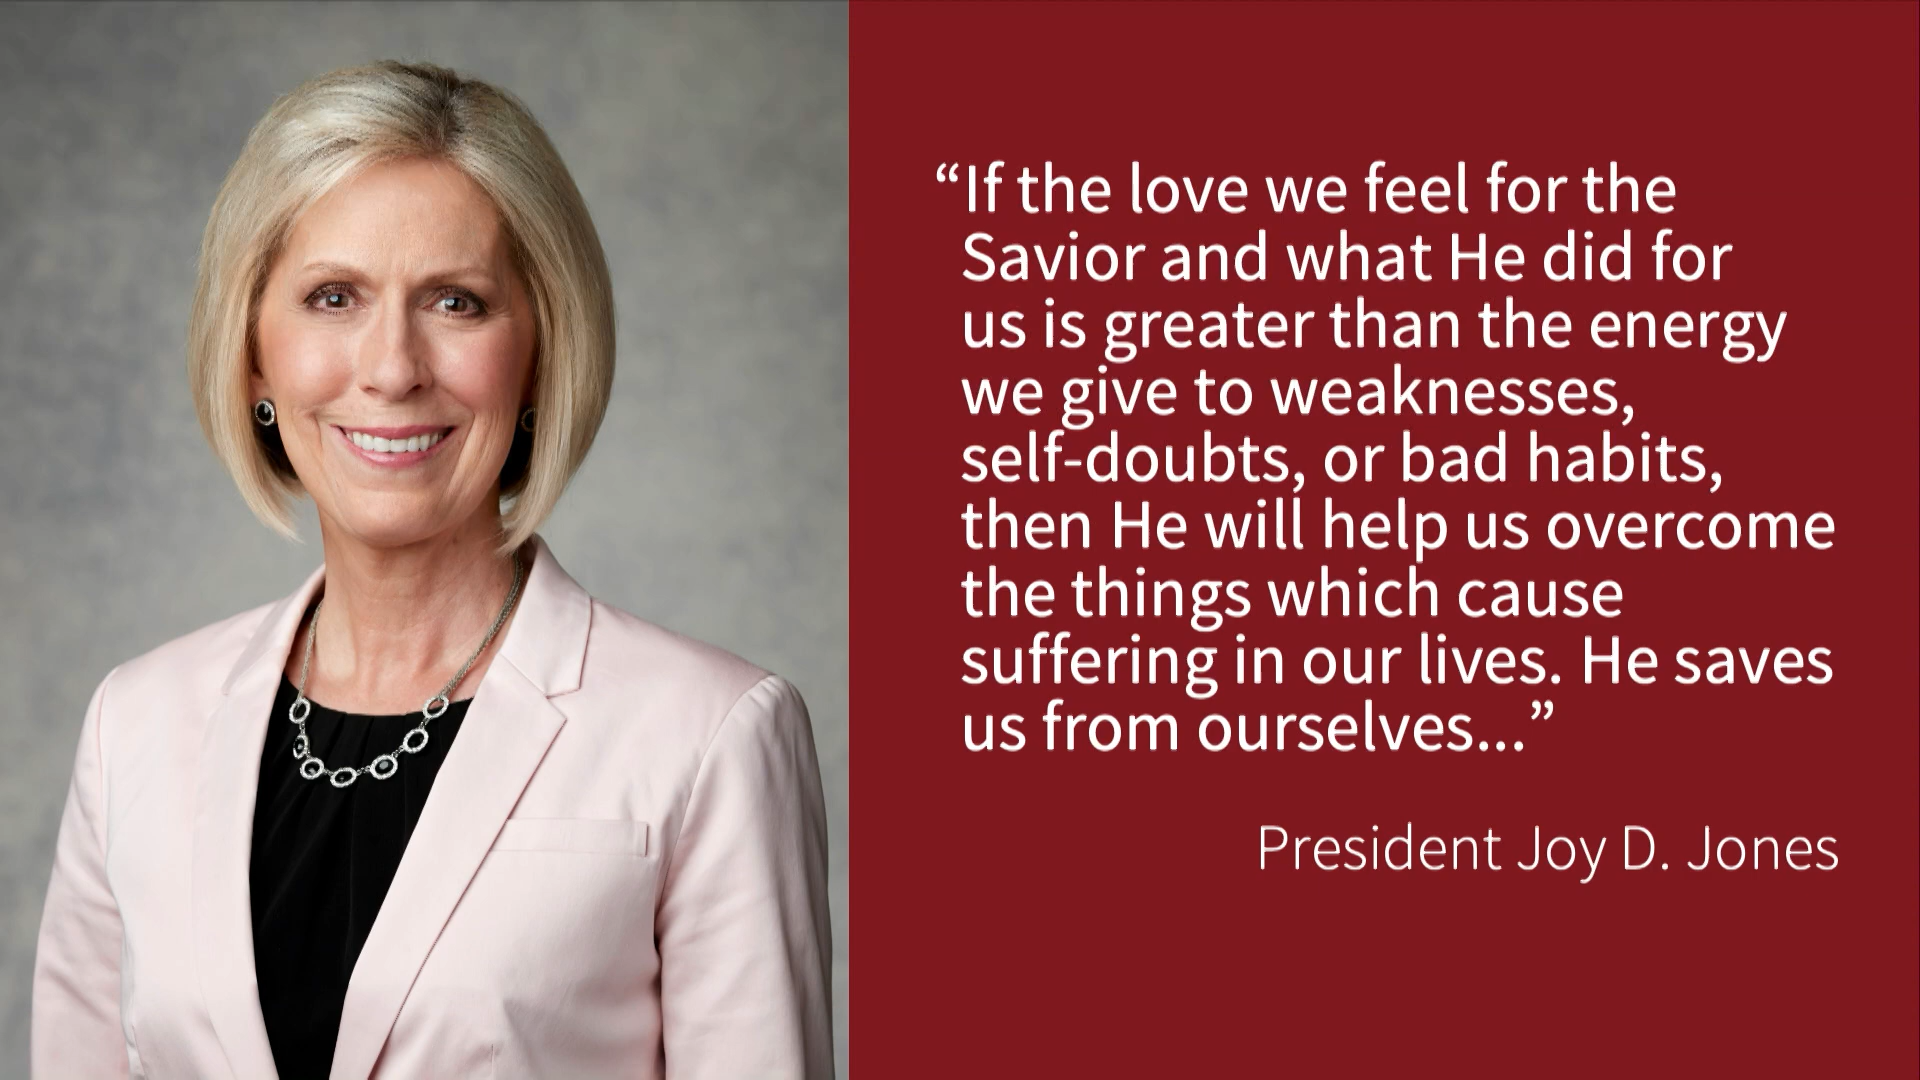 “If the love we feel for the
Savior and what He did for
us is greater than the energy
we give to weaknesses,
self-doubts, or bad habits,
then He will help us overcome
the things which cause
suffering in our lives. He saves
us from ourselves...”
President Joy D. Jones